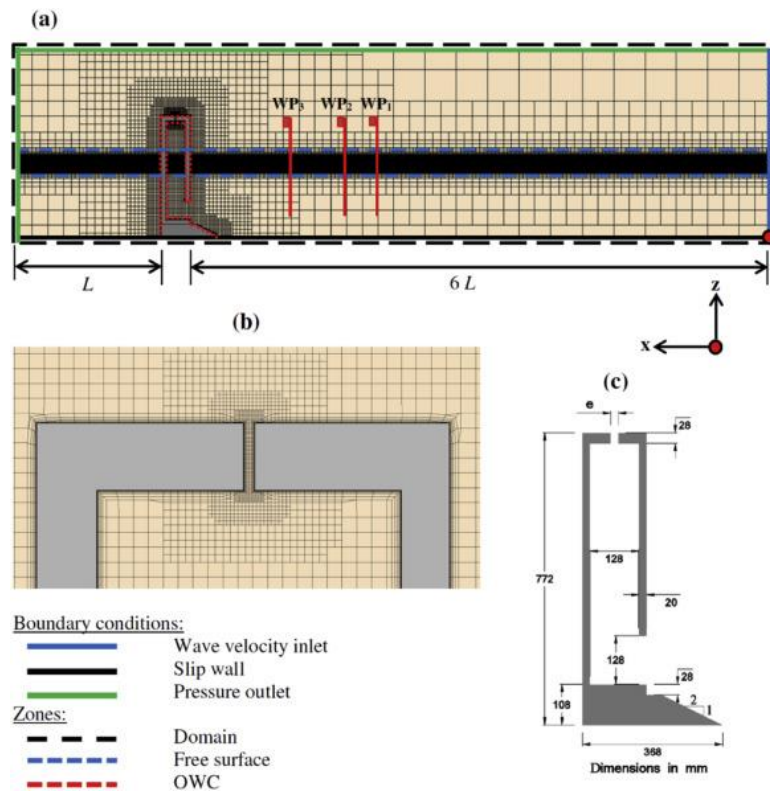 (a)
WP3 WP2 WP1
L
6 L
z
x
(b)
(c)
e
28
128
772
20
128
28
108
2
1
368
Dimensions in mm
Boundary conditions:
Wave velocity inlet
Slip wall
Pressure outlet
Zones:
Domain
Free surface
OWC